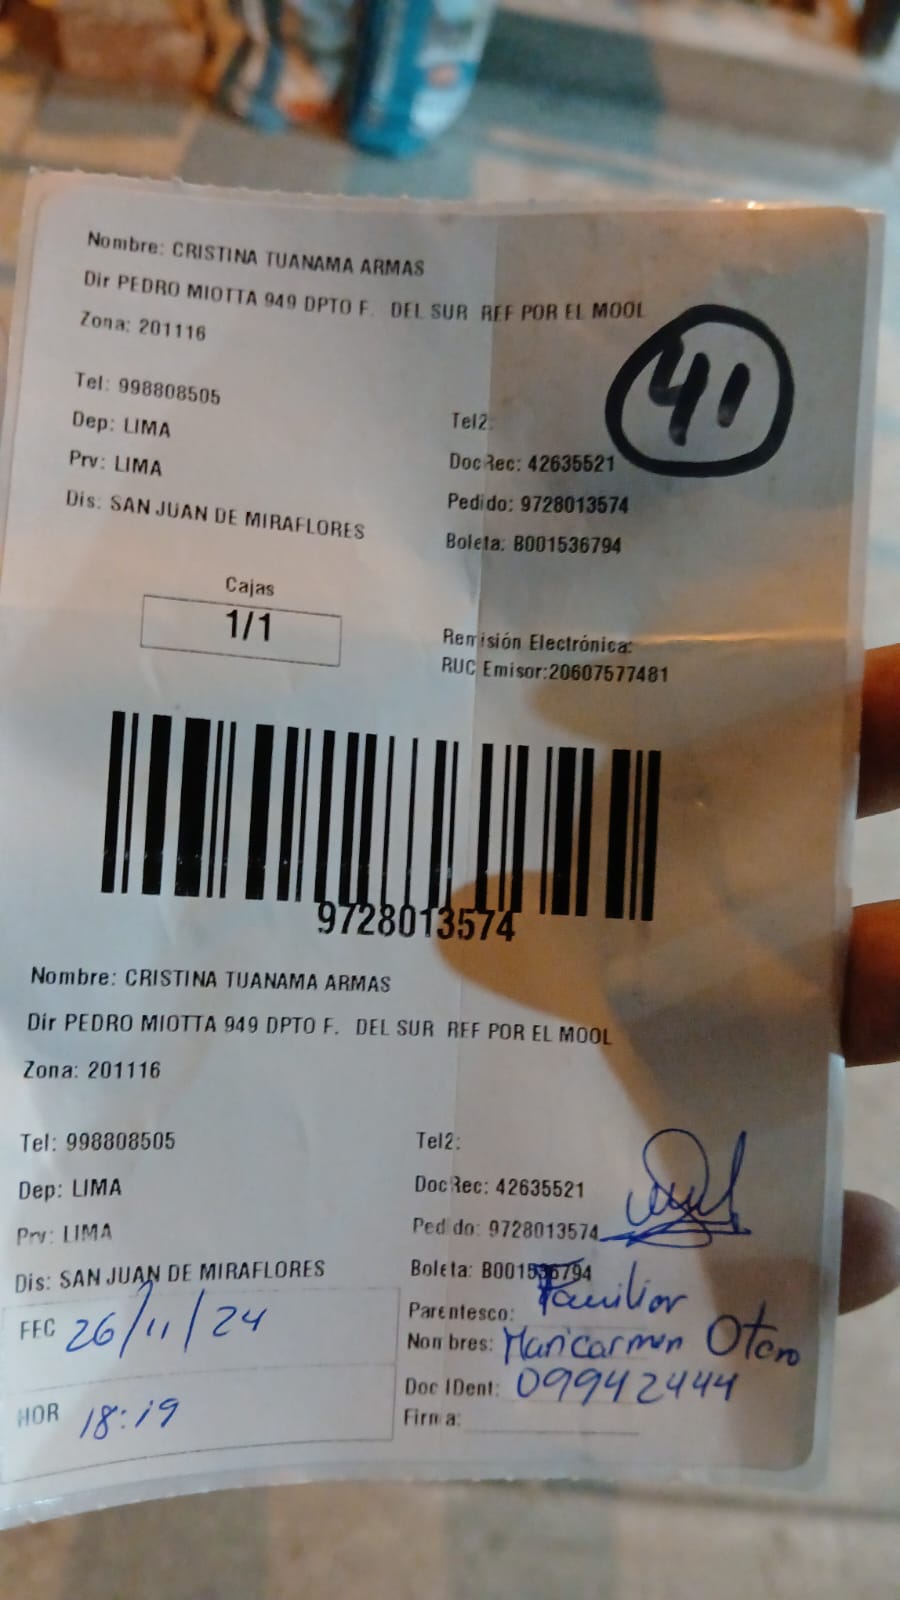 Nombre: CRISTINA TUANAMA ARMAS
Dir PEDRO MIOTTA 949 DPTO F. DEL SUR REF POR EL MOOL
Zona: 201116
41
Tel: 998808505
Tel2:
Dep: LIMA
DocRec: 42635521
Prv: LIMA
Pedido: 9728013574
Dis: SAN JUAN DE MIRAFLORES
Boleta: B001536794
Cajas
1/1
Remisión Electrónica:
RUC Emisor:20607577481
9728013574
Nombre: CRISTINA TUANAMA ARMAS
Dir PEDRO MIOTTA 949 DPTO F. DEL SUR REF POR EL MOOL
Zona: 201116
Tel: 998808505
Tel2:
Dep: LIMA
DocRec: 42635521
Prv: LIMA
Pedido: 9728013574
Dis: SAN JUAN DE MIRAFLORES
Boleta: B001536794
FEC 26/11/24
Parentesco: Familiar
Nombres: Maricarmen Otero
HOR 18:19
Doc IDent: 09942444
Firma: